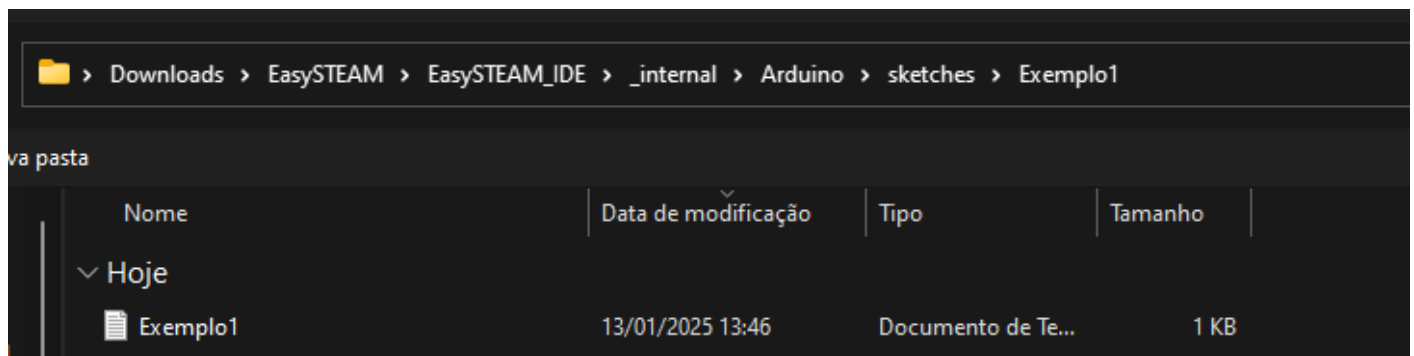 Downloads > EasySTEAM > EasySTEAM_IDE > _internal > Arduino > sketches > Exemplo1
va pasta
Nome Data de modificação Tipo Tamanho
Hoje
Exemplo1 13/01/2025 13:46 Documento de Te... 1 KB